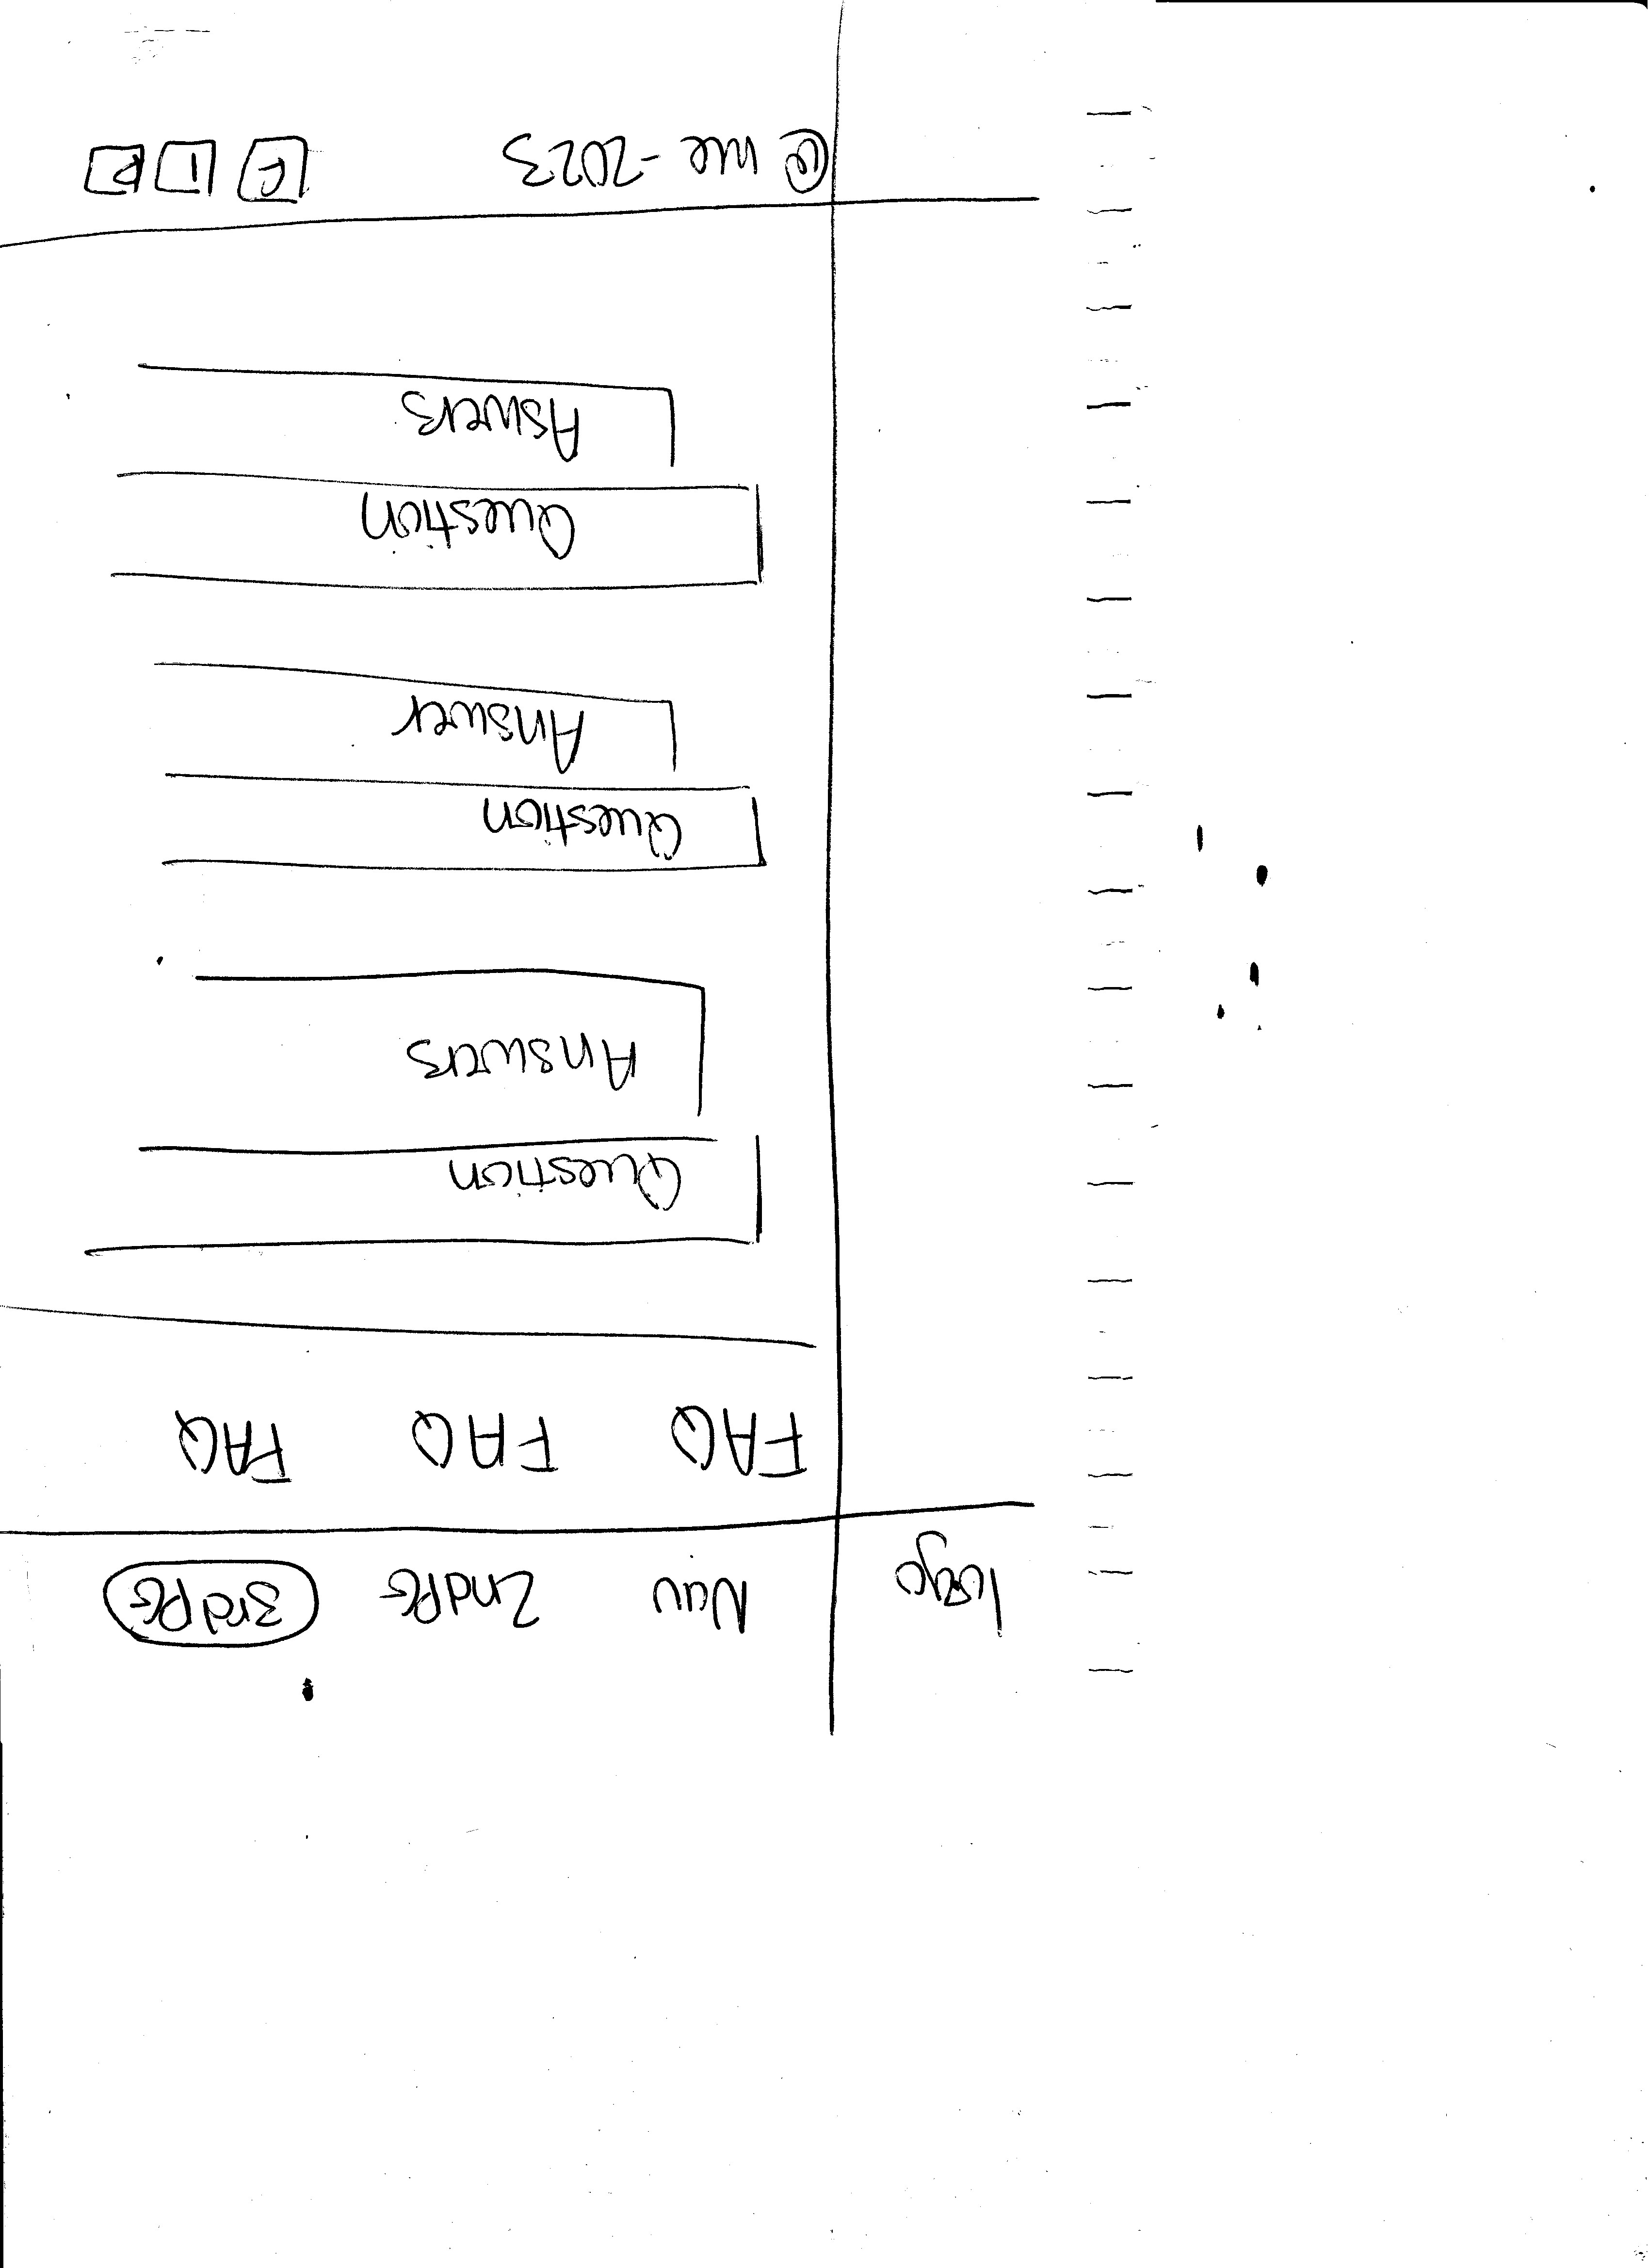 logo Nav 2ndPG 3rdPG
FAQ FAQ FAQ
Question
Answers
Question
Answer
Question
Aswers
© me - 2023 F I P